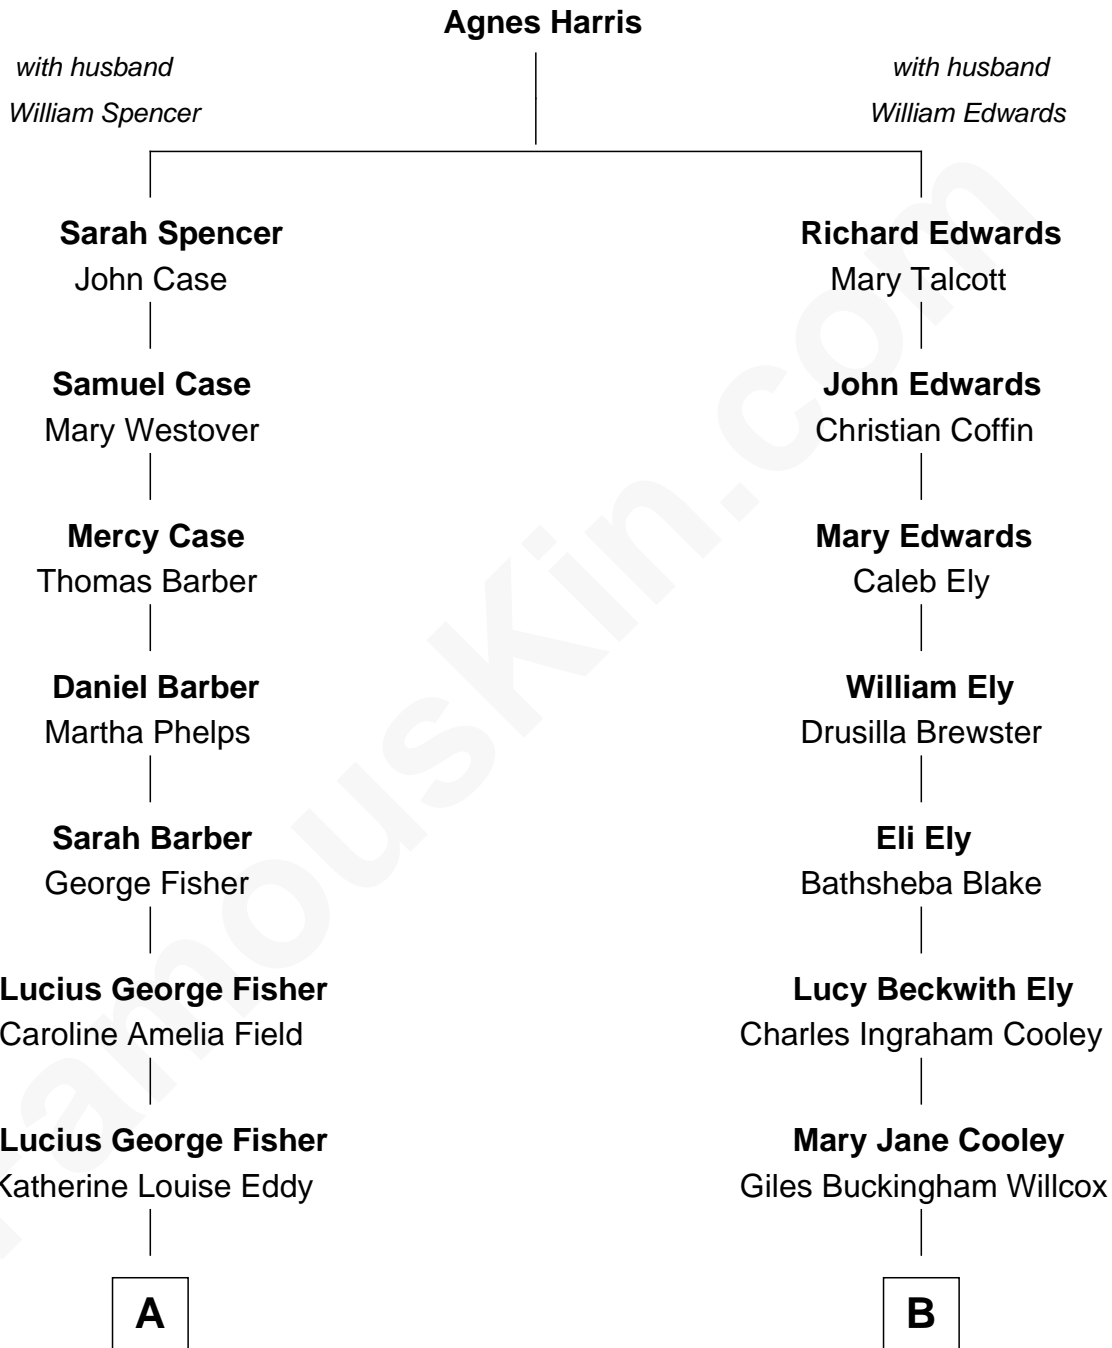 Agnes Harris
with husband
William Spencer
with husband
William Edwards
Sarah Spencer
John Case
Richard Edwards
Mary Talcott
Samuel Case
Mary Westover
John Edwards
Christian Coffin
Mercy Case
Thomas Barber
Mary Edwards
Caleb Ely
Daniel Barber
Martha Phelps
William Ely
Drusilla Brewster
Sarah Barber
George Fisher
Eli Ely
Bathsheba Blake
Lucius George Fisher
Caroline Amelia Field
Lucy Beckwith Ely
Charles Ingraham Cooley
Lucius George Fisher
Katherine Louise Eddy
Mary Jane Cooley
Giles Buckingham Willcox
A
B
FamousKin.com